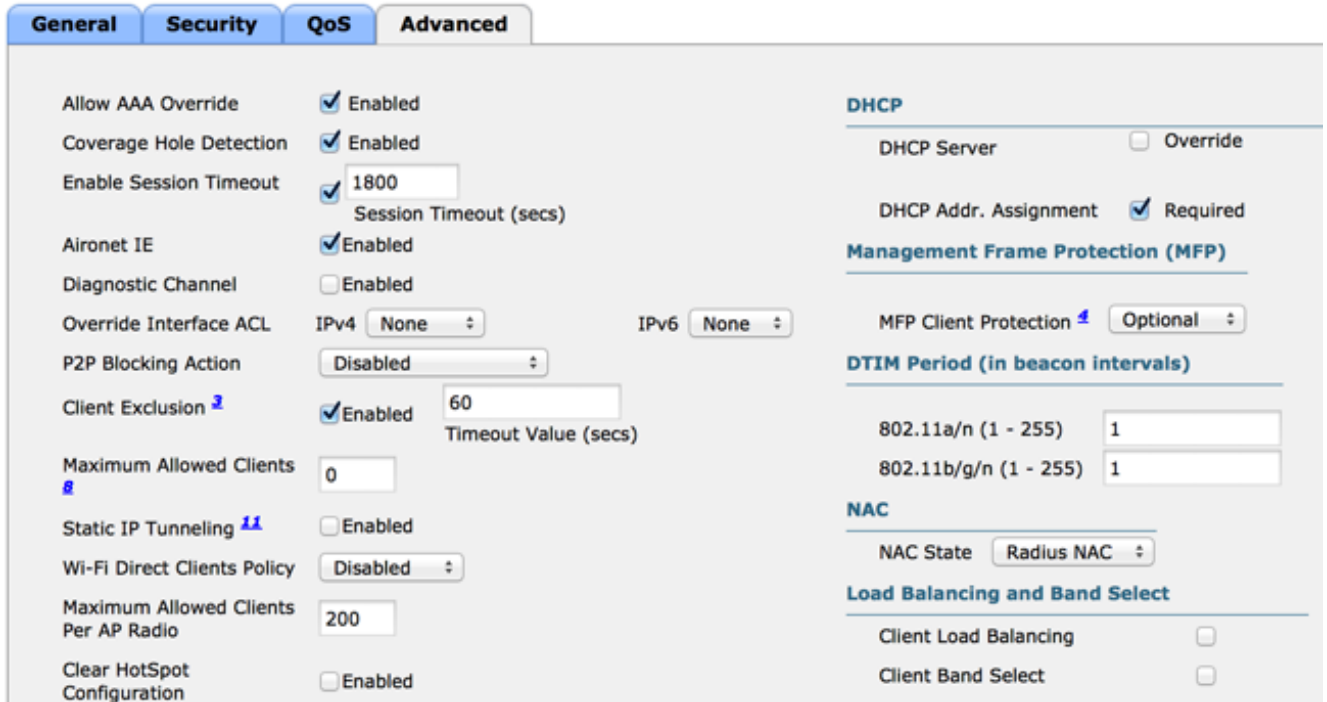 General Security QoS Advanced
Allow AAA Override Enabled
Coverage Hole Detection Enabled
Enable Session Timeout 1800
Session Timeout (secs)
Aironet IE Enabled
Diagnostic Channel Enabled
Override Interface ACL IPv4 None IPv6 None
P2P Blocking Action Disabled
Client Exclusion 3 Enabled 60
Timeout Value (secs)
Maximum Allowed Clients
8 0
Static IP Tunneling 11 Enabled
Wi-Fi Direct Clients Policy Disabled
Maximum Allowed Clients
Per AP Radio 200
Clear HotSpot
Configuration Enabled
DHCP
DHCP Server Override
DHCP Addr. Assignment Required
Management Frame Protection (MFP)
MFP Client Protection 4 Optional
DTIM Period (in beacon intervals)
802.11a/n (1 - 255) 1
802.11b/g/n (1 - 255) 1
NAC
NAC State Radius NAC
Load Balancing and Band Select
Client Load Balancing
Client Band Select